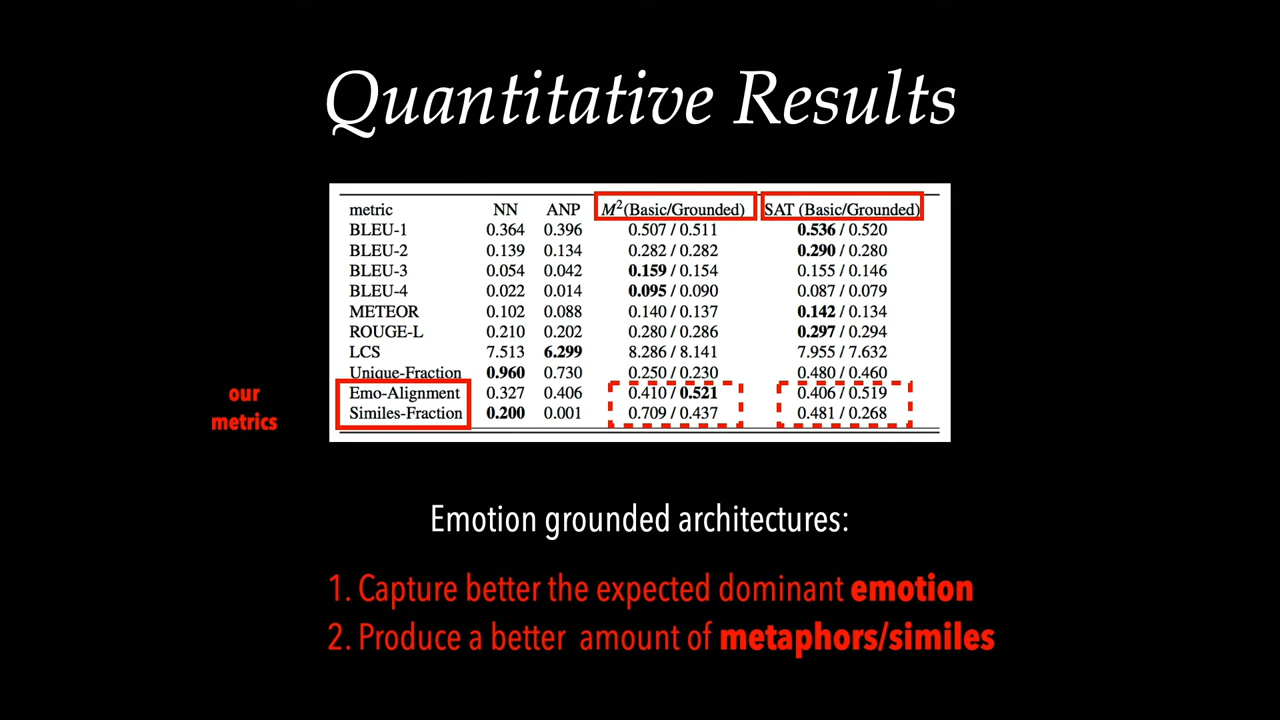 Quantitative Results
metric NN ANP M²(Basic/Grounded) SAT (Basic/Grounded)
BLEU-1 0.364 0.396 0.507 / 0.511 0.536 / 0.520
BLEU-2 0.139 0.134 0.282 / 0.282 0.290 / 0.280
BLEU-3 0.054 0.042 0.159 / 0.154 0.155 / 0.146
BLEU-4 0.022 0.014 0.095 / 0.090 0.087 / 0.079
METEOR 0.102 0.088 0.140 / 0.137 0.142 / 0.134
ROUGE-L 0.210 0.202 0.280 / 0.286 0.297 / 0.294
LCS 7.513 6.299 8.286 / 8.141 7.955 / 7.632
Unique-Fraction 0.960 0.730 0.250 / 0.230 0.480 / 0.460
Emo-Alignment 0.327 0.406 0.410 / 0.521 0.406 / 0.519
Similes-Fraction 0.200 0.001 0.709 / 0.437 0.481 / 0.268
our
metrics
Emotion grounded architectures:
1. Capture better the expected dominant emotion
2. Produce a better amount of metaphors/similes